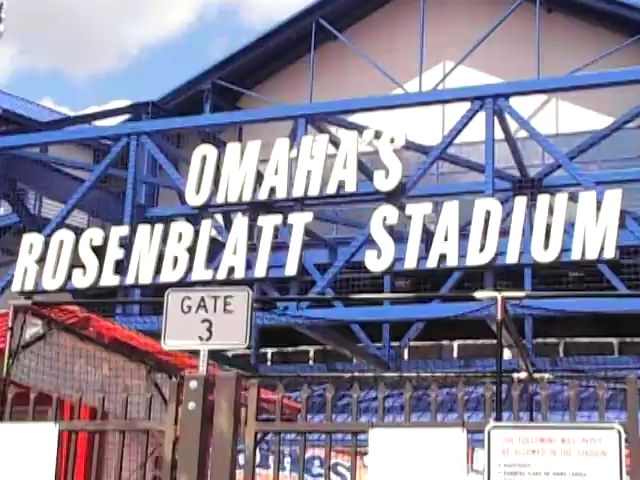 OMAHA'S
ROSENBLATT STADIUM
GATE
3
THE FOLLOWING WILL NOT
BE ALLOWED IN THE STADIUM